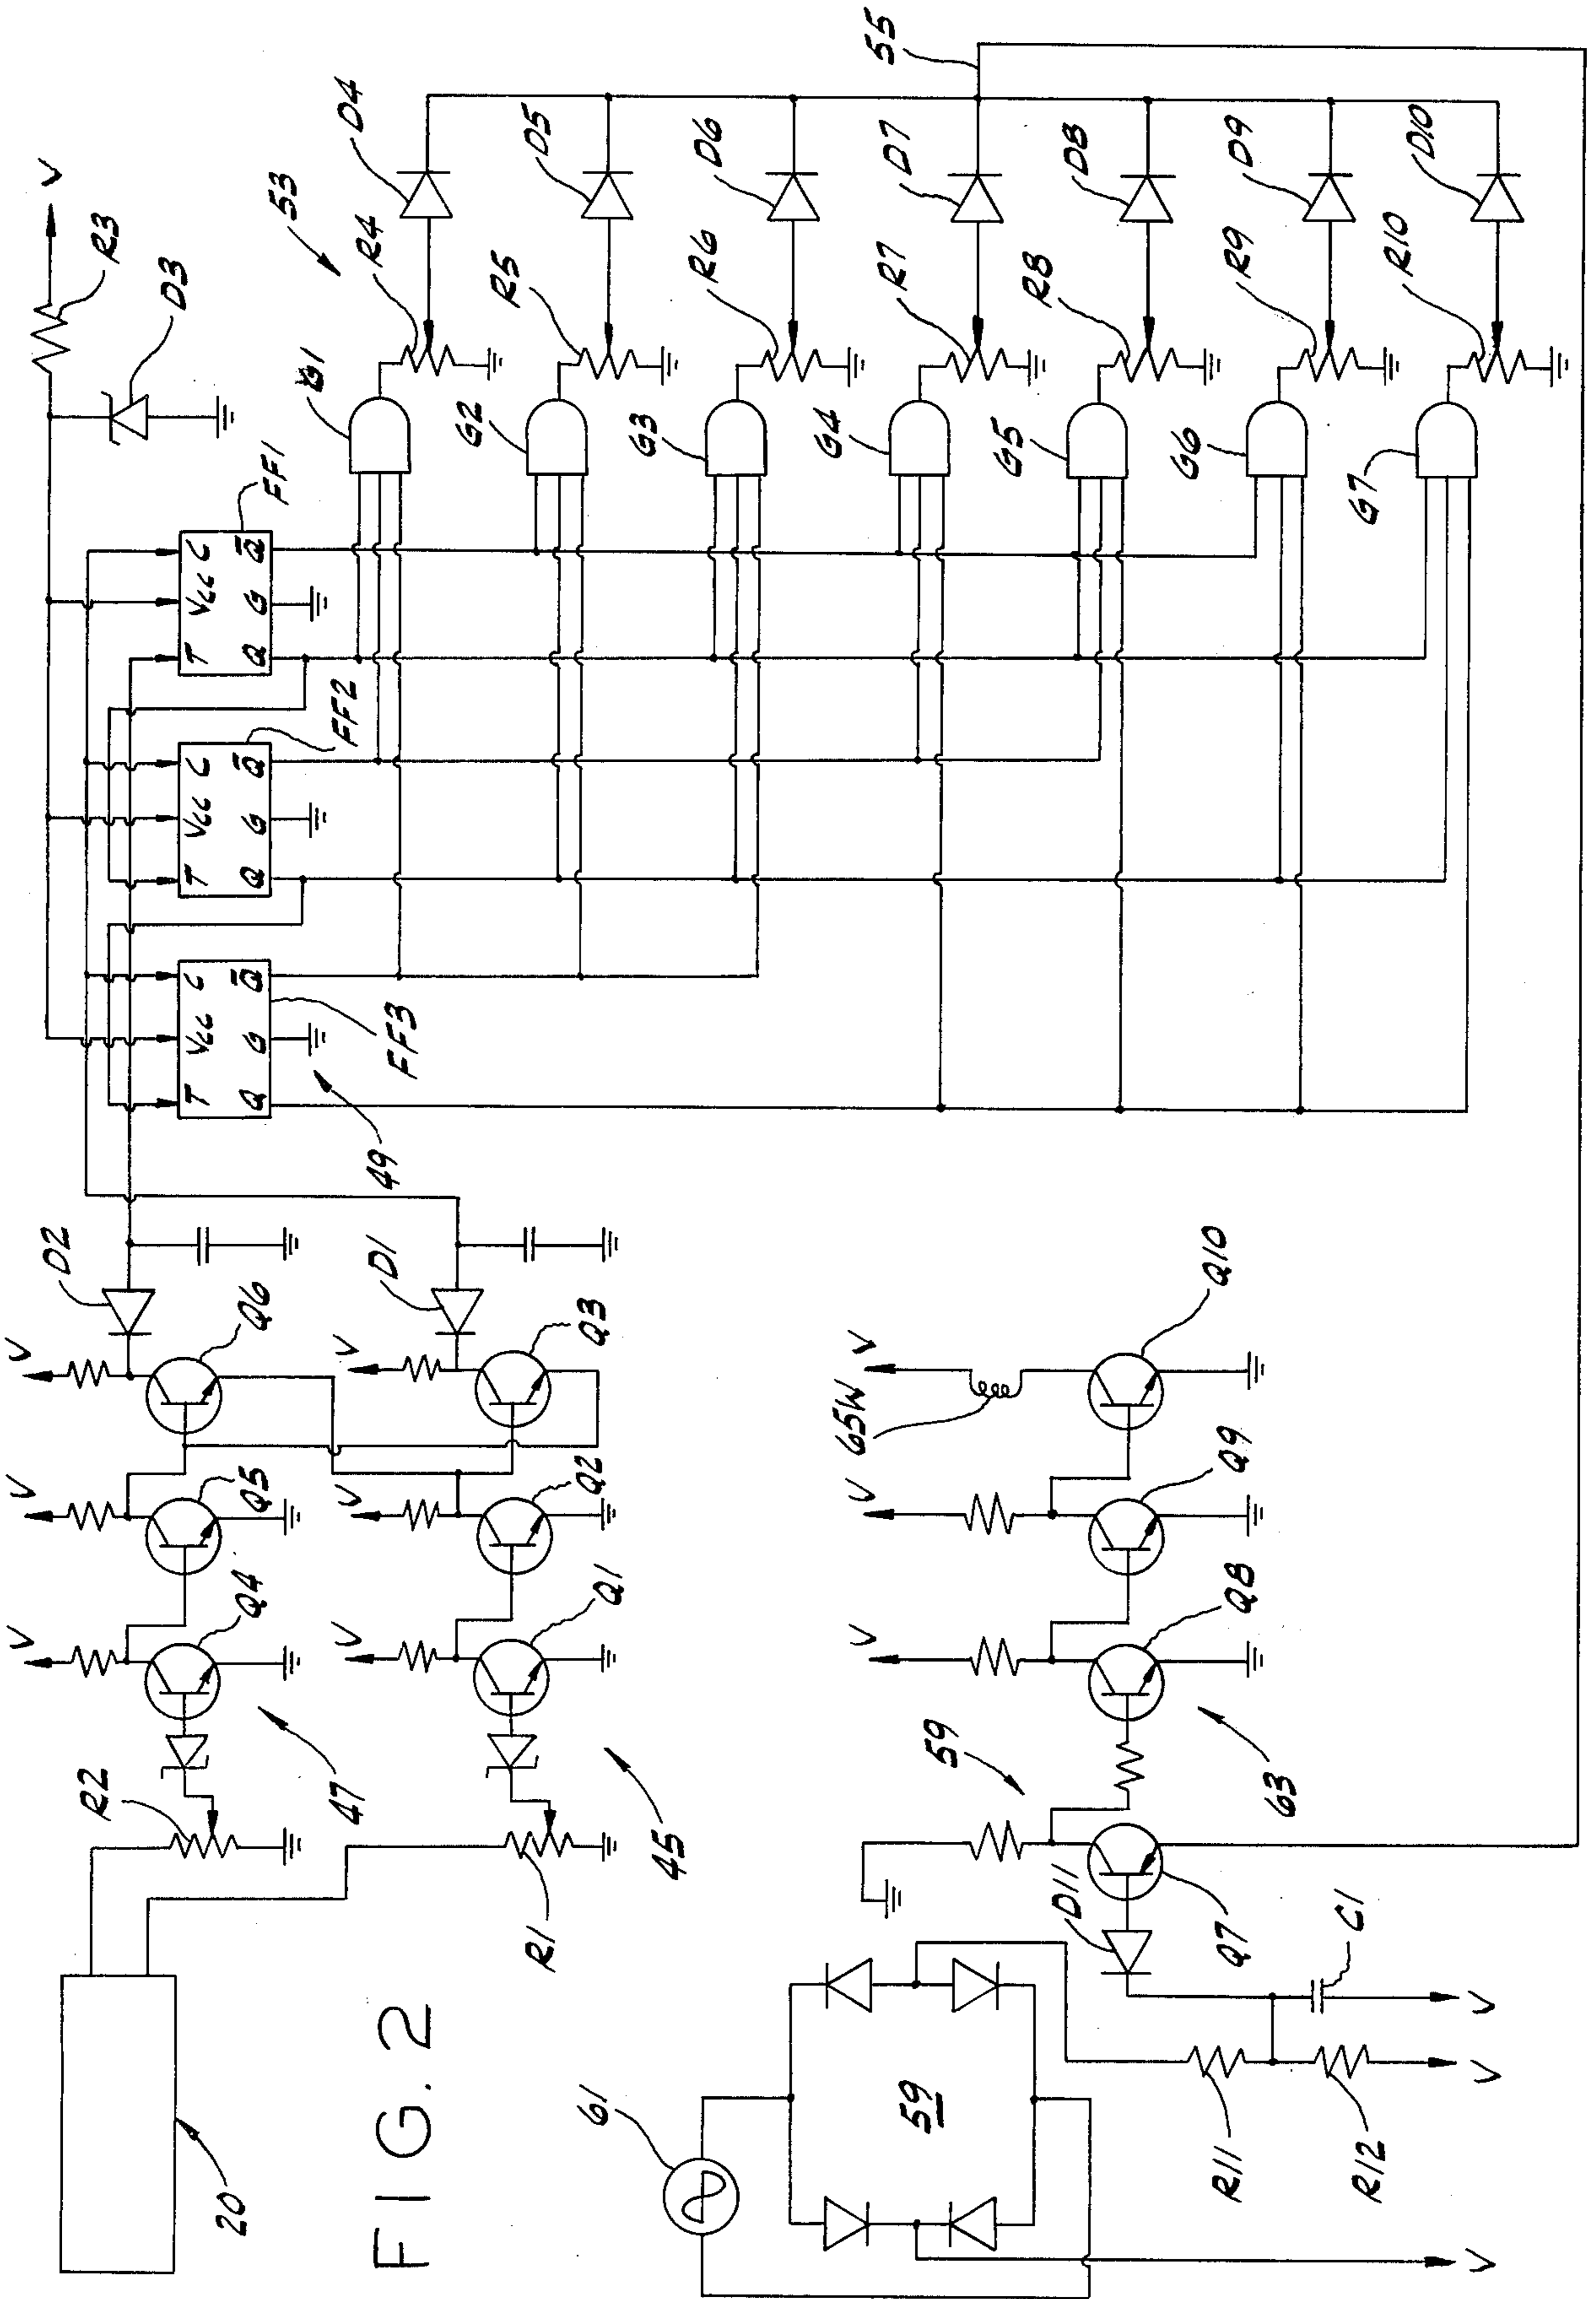 FIG. 2
20
R2
R1
47
45
V
V
V
V
V
Q4
Q5
Q6
Q1
Q2
Q3
D2
D1
49
T VCC C
Q G Q̄
FF3
T VCC C
Q G Q̄
FF2
T VCC C
Q G Q̄
FF1
D3
R3
V
53
G1
G2
G3
G4
G5
G6
G7
R4
R5
R6
R7
R8
R9
R10
D4
D5
D6
D7
D8
D9
D10
55
61
59
59
63
D11
Q7
Q8
Q9
Q10
V
V
V
65W
R11
R12
C1
V
V
V